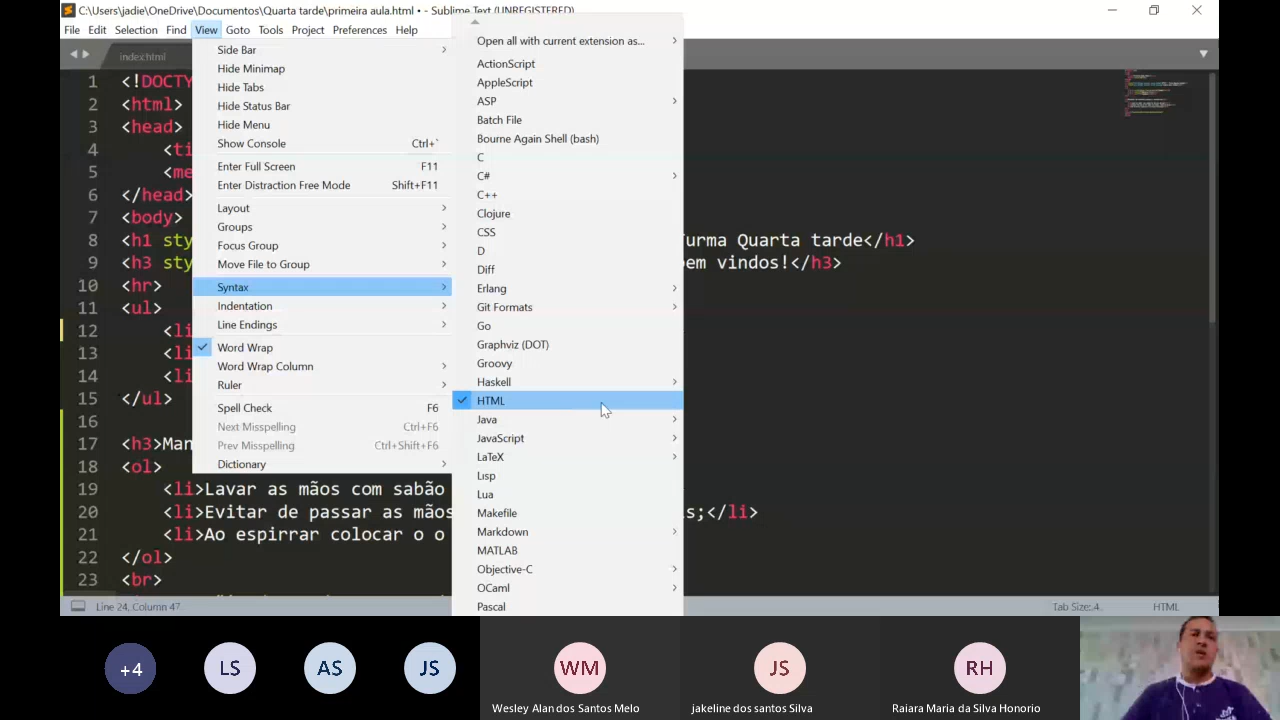 C:\Users\jadie\OneDrive\Documentos\Quarta tarde\primeira aula.html • - Sublime Text (UNREGISTERED)
File Edit Selection Find View Goto Tools Project Preferences Help
index.html
1 <!DOCTY
2 <html>
3 <head>
4 <ti
5 <me
6 </head>
7 <body>
8 <h1 sty urma Quarta tarde</h1>
9 <h3 sty em vindos!</h3>
10 <hr>
11 <ul>
12 <li
13 <li
14 <li
15 </ul>
16
17 <h3>Man
18 <ol>
19 <li>Lavar as mãos com sabão
20 <li>Evitar de passar as mãos s;</li>
21 <li>Ao espirrar colocar o o
22 </ol>
23 <br>
Side Bar
Hide Minimap
Hide Tabs
Hide Status Bar
Hide Menu
Show Console Ctrl+`
Enter Full Screen F11
Enter Distraction Free Mode Shift+F11
Layout
Groups
Focus Group
Move File to Group
Syntax
Indentation
Line Endings
Word Wrap
Word Wrap Column
Ruler
Spell Check F6
Next Misspelling Ctrl+F6
Prev Misspelling Ctrl+Shift+F6
Dictionary
Open all with current extension as...
ActionScript
AppleScript
ASP
Batch File
Bourne Again Shell (bash)
C
C#
C++
Clojure
CSS
D
Diff
Erlang
Git Formats
Go
Graphviz (DOT)
Groovy
Haskell
HTML
Java
JavaScript
LaTeX
Lisp
Lua
Makefile
Markdown
MATLAB
Objective-C
OCaml
Pascal
Line 24, Column 47 Tab Size: 4 HTML
+4 LS AS JS WM JS RH
Wesley Alan dos Santos Melo jakeline dos santos Silva Raiara Maria da Silva Honorio